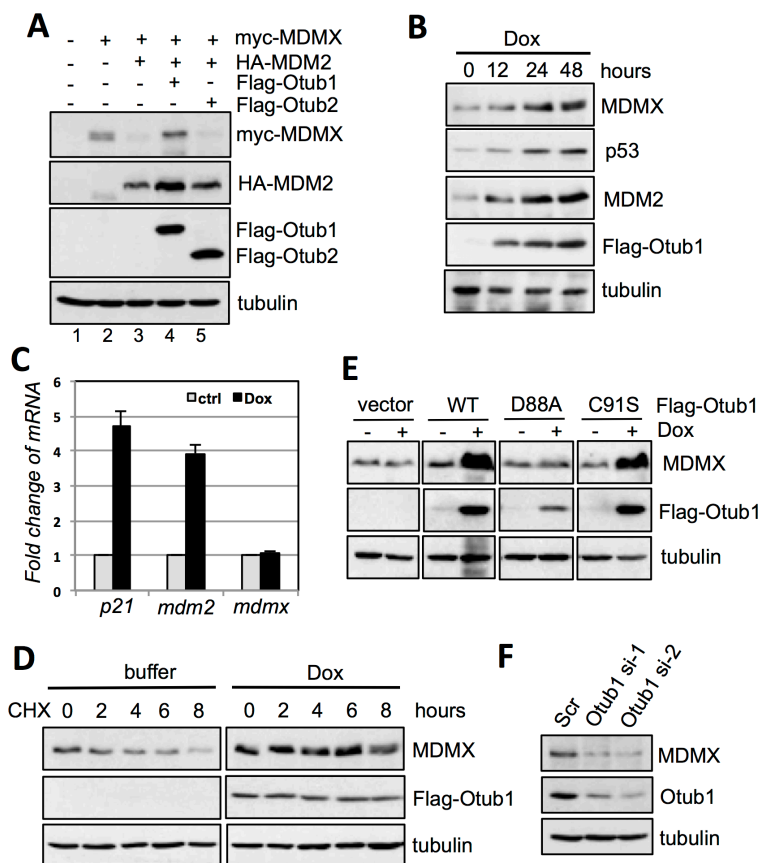 A
- + + + + myc-MDMX
- - + + + HA-MDM2
- - - + - Flag-Otub1
- - - - + Flag-Otub2
myc-MDMX
HA-MDM2
Flag-Otub1
Flag-Otub2
tubulin
1 2 3 4 5
B
Dox
0 12 24 48 hours
MDMX
p53
MDM2
Flag-Otub1
tubulin
C
Fold change of mRNA
6
5
4
3
2
1
0
ctrl Dox
p21 mdm2 mdmx
E
vector WT D88A C91S Flag-Otub1
- + - + - + - + Dox
MDMX
Flag-Otub1
tubulin
D
buffer Dox
CHX 0 2 4 6 8 0 2 4 6 8 hours
MDMX
Flag-Otub1
tubulin
F
Scr Otub1 si-1 Otub1 si-2
MDMX
Otub1
tubulin